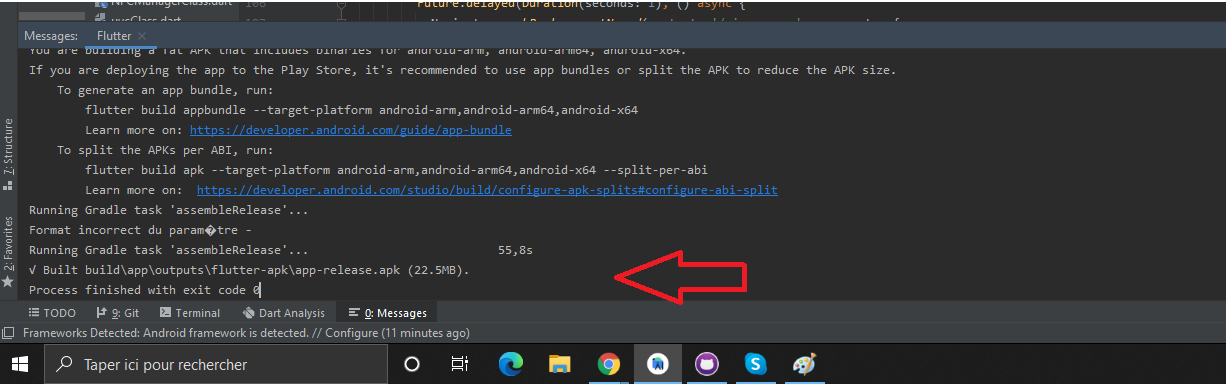 NFCManagerClass.dart
188
Future.delayed(Duration(seconds: 1), () async {
Messages: Flutter
You are building a fat APK that includes binaries for android-arm, android-arm64, android-x64.
If you are deploying the app to the Play Store, it's recommended to use app bundles or split the APK to reduce the APK size.
To generate an app bundle, run:
flutter build appbundle --target-platform android-arm,android-arm64,android-x64
Learn more on: https://developer.android.com/guide/app-bundle
To split the APKs per ABI, run:
flutter build apk --target-platform android-arm,android-arm64,android-x64 --split-per-abi
Learn more on: https://developer.android.com/studio/build/configure-apk-splits#configure-abi-split
Running Gradle task 'assembleRelease'...
Format incorrect du param�tre -
Running Gradle task 'assembleRelease'... 55,8s
√ Built build\app\outputs\flutter-apk\app-release.apk (22.5MB).
Process finished with exit code 0
7: Structure
2: Favorites
TODO 9: Git Terminal Dart Analysis 0: Messages
Frameworks Detected: Android framework is detected. // Configure (11 minutes ago)
Taper ici pour rechercher